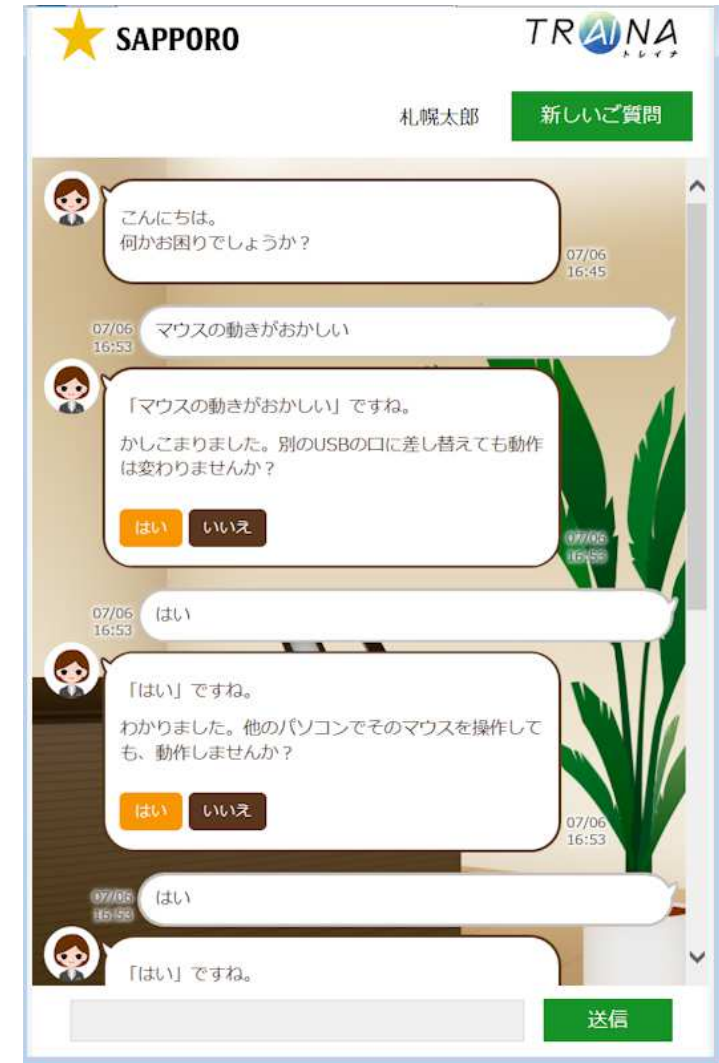 SAPPORO
TRAINA
トレイナ
札幌太郎
新しいご質問
こんにちは。
何かお困りでしょうか？
07/06
16:45
07/06
16:53
マウスの動きがおかしい
「マウスの動きがおかしい」ですね。
かしこまりました。別のUSBの口に差し替えても動作
は変わりませんか？
はい
いいえ
07/06
16:53
07/06
16:53
はい
「はい」ですね。
わかりました。他のパソコンでそのマウスを操作して
も、動作しませんか？
はい
いいえ
07/06
16:53
07/06
16:53
はい
「はい」ですね。
送信